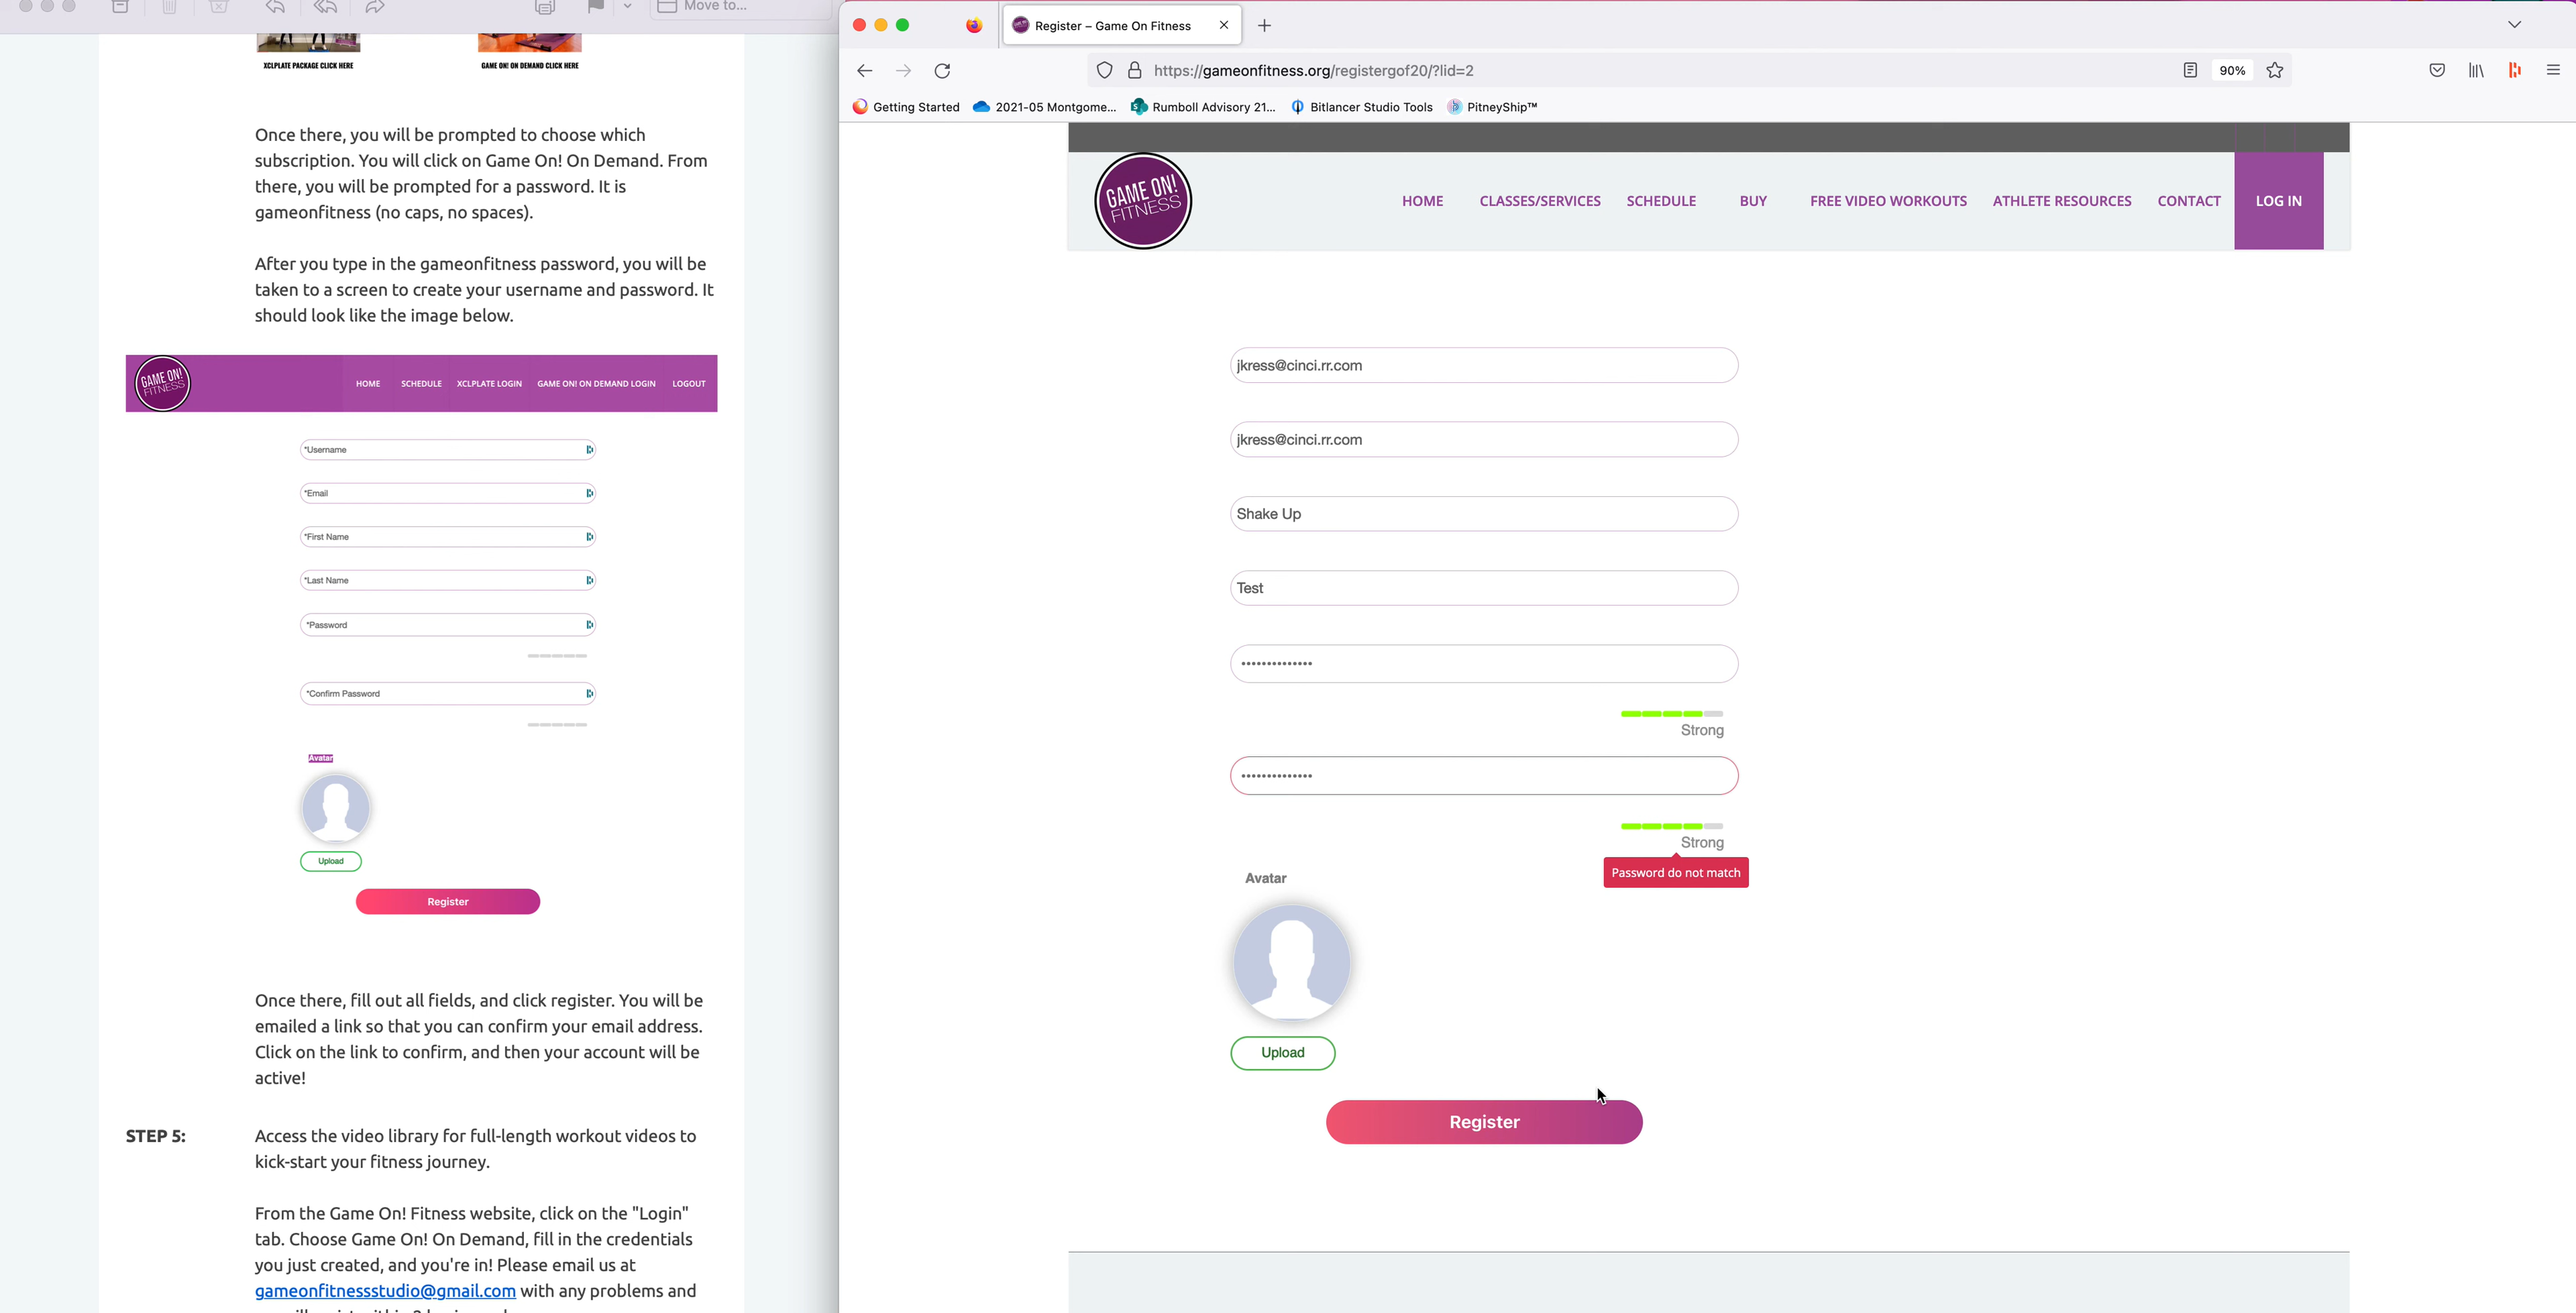 Move to...
XCLPLATE PACKAGE CLICK HERE
GAME ON! ON DEMAND CLICK HERE
Once there, you will be prompted to choose which
subscription. You will click on Game On! On Demand. From
there, you will be prompted for a password. It is
gameonfitness (no caps, no spaces).
After you type in the gameonfitness password, you will be
taken to a screen to create your username and password. It
should look like the image below.
GAME ON!
FITNESS
HOME
SCHEDULE
XCLPLATE LOGIN
GAME ON! ON DEMAND LOGIN
LOGOUT
*Username
*Email
*First Name
*Last Name
*Password
*Confirm Password
Avatar
Upload
Register
Once there, fill out all fields, and click register. You will be
emailed a link so that you can confirm your email address.
Click on the link to confirm, and then your account will be
active!
STEP 5:
Access the video library for full-length workout videos to
kick-start your fitness journey.
From the Game On! Fitness website, click on the "Login"
tab. Choose Game On! On Demand, fill in the credentials
you just created, and you're in! Please email us at
gameonfitnessstudio@gmail.com with any problems and
Register – Game On Fitness
https://gameonfitness.org/registergof20/?lid=2
90%
Getting Started
2021-05 Montgome...
Rumboll Advisory 21...
Bitlancer Studio Tools
PitneyShip™
GAME ON!
FITNESS
HOME
CLASSES/SERVICES
SCHEDULE
BUY
FREE VIDEO WORKOUTS
ATHLETE RESOURCES
CONTACT
LOG IN
jkress@cinci.rr.com
jkress@cinci.rr.com
Shake Up
Test
••••••••••••••
Strong
••••••••••••••
Strong
Password do not match
Avatar
Upload
Register